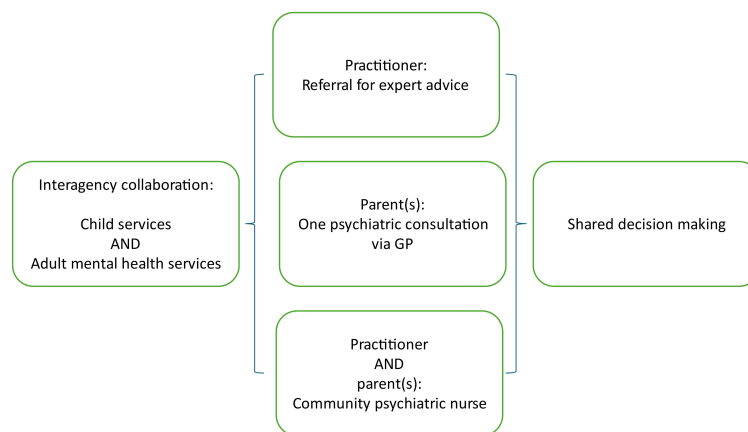 Interagency collaboration:
Child services
AND
Adult mental health services
Practitioner:
Referral for expert advice
Parent(s):
One psychiatric consultation
via GP
Practitioner
AND
parent(s):
Community psychiatric nurse
Shared decision making